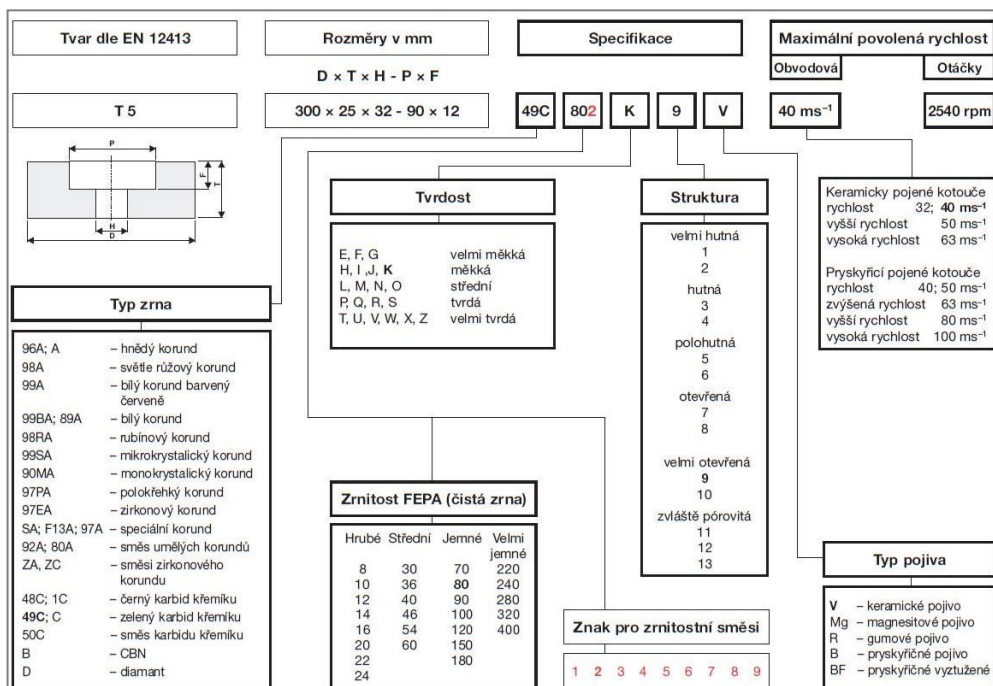 Tvar dle EN 12413
Rozměry v mm
Specifikace
Maximální povolená rychlost
D × T × H - P × F
Obvodová
Otáčky
T 5
300 × 25 × 32 - 90 × 12
49C
802
K
9
V
40 ms⁻¹
2540 rpm
P
F
T
H
D
Tvrdost
E, F, G velmi měkká
H, I ,J, K měkká
L, M, N, O střední
P, Q, R, S tvrdá
T, U, V, W, X, Z velmi tvrdá
Struktura
velmi hutná
1
2
hutná
3
4
polohutná
5
6
otevřená
7
8
velmi otevřená
9
10
zvláště pórovitá
11
12
13
Keramicky pojené kotouče
rychlost 32; 40 ms⁻¹
vyšší rychlost 50 ms⁻¹
vysoká rychlost 63 ms⁻¹
Pryskyřicí pojené kotouče
rychlost 40; 50 ms⁻¹
zvýšená rychlost 63 ms⁻¹
vyšší rychlost 80 ms⁻¹
vysoká rychlost 100 ms⁻¹
Typ zrna
96A; A – hnědý korund
98A – světle růžový korund
99A – bílý korund barvený
červeně
99BA; 89A – bílý korund
98RA – rubínový korund
99SA – mikrokrystalický korund
90MA – monokrystalický korund
97PA – polokřehký korund
97EA – zirkonový korund
SA; F13A; 97A – speciální korund
92A; 80A – směs umělých korundů
ZA, ZC – směsi zirkonového
korundu
48C; 1C – černý karbid křemíku
49C; C – zelený karbid křemíku
50C – směs karbidu křemíku
B – CBN
D – diamant
Zrnitost FEPA (čistá zrna)
Hrubé Střední Jemné Velmi
jemné
8 30 70 220
10 36 80 240
12 40 90 280
14 46 100 320
16 54 120 400
20 60 150
22 180
24
Znak pro zrnitostní směsi
1 2 3 4 5 6 7 8 9
Typ pojiva
V – keramické pojivo
Mg – magnesitové pojivo
R – gumové pojivo
B – pryskyřičné pojivo
BF – pryskyřičné vyztužené